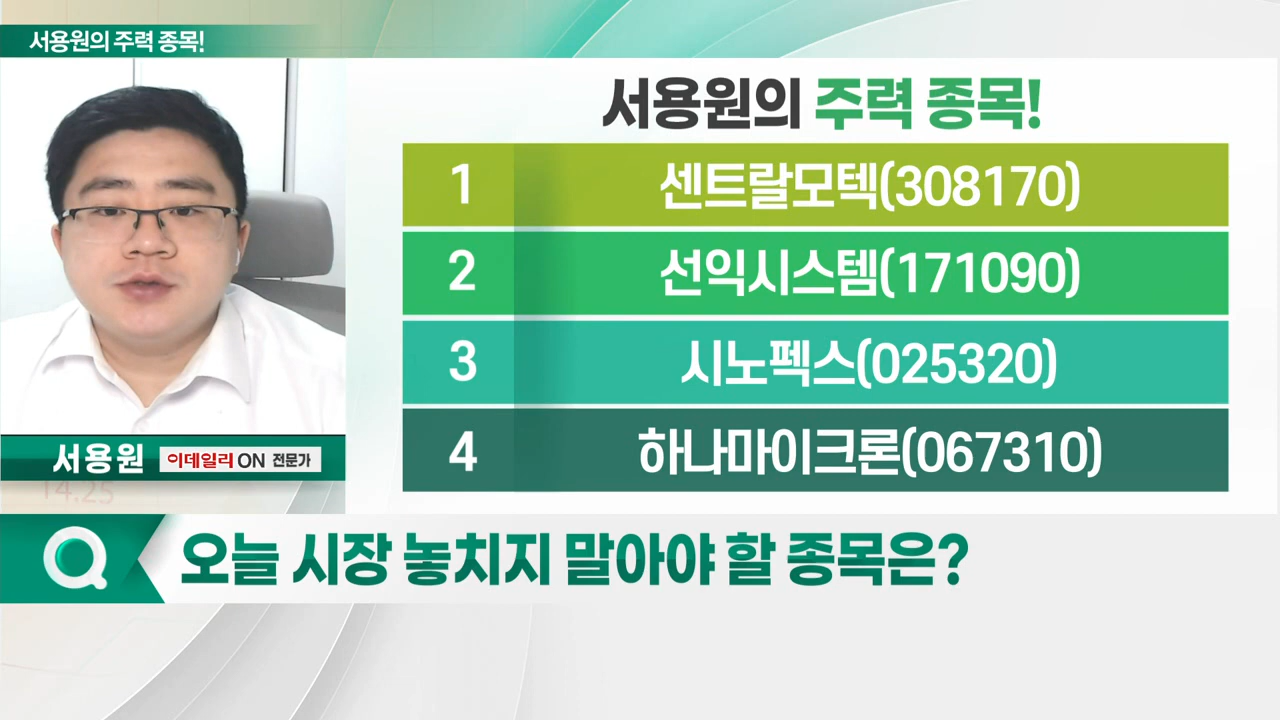 서용원의 주력 종목!
서용원의 주력 종목!
1 센트랄모텍(308170)
2 선익시스템(171090)
3 시노펙스(025320)
4 하나마이크론(067310)
서용원 이데일리 ON 전문가
14.25
Q 오늘 시장 놓치지 말아야 할 종목은?